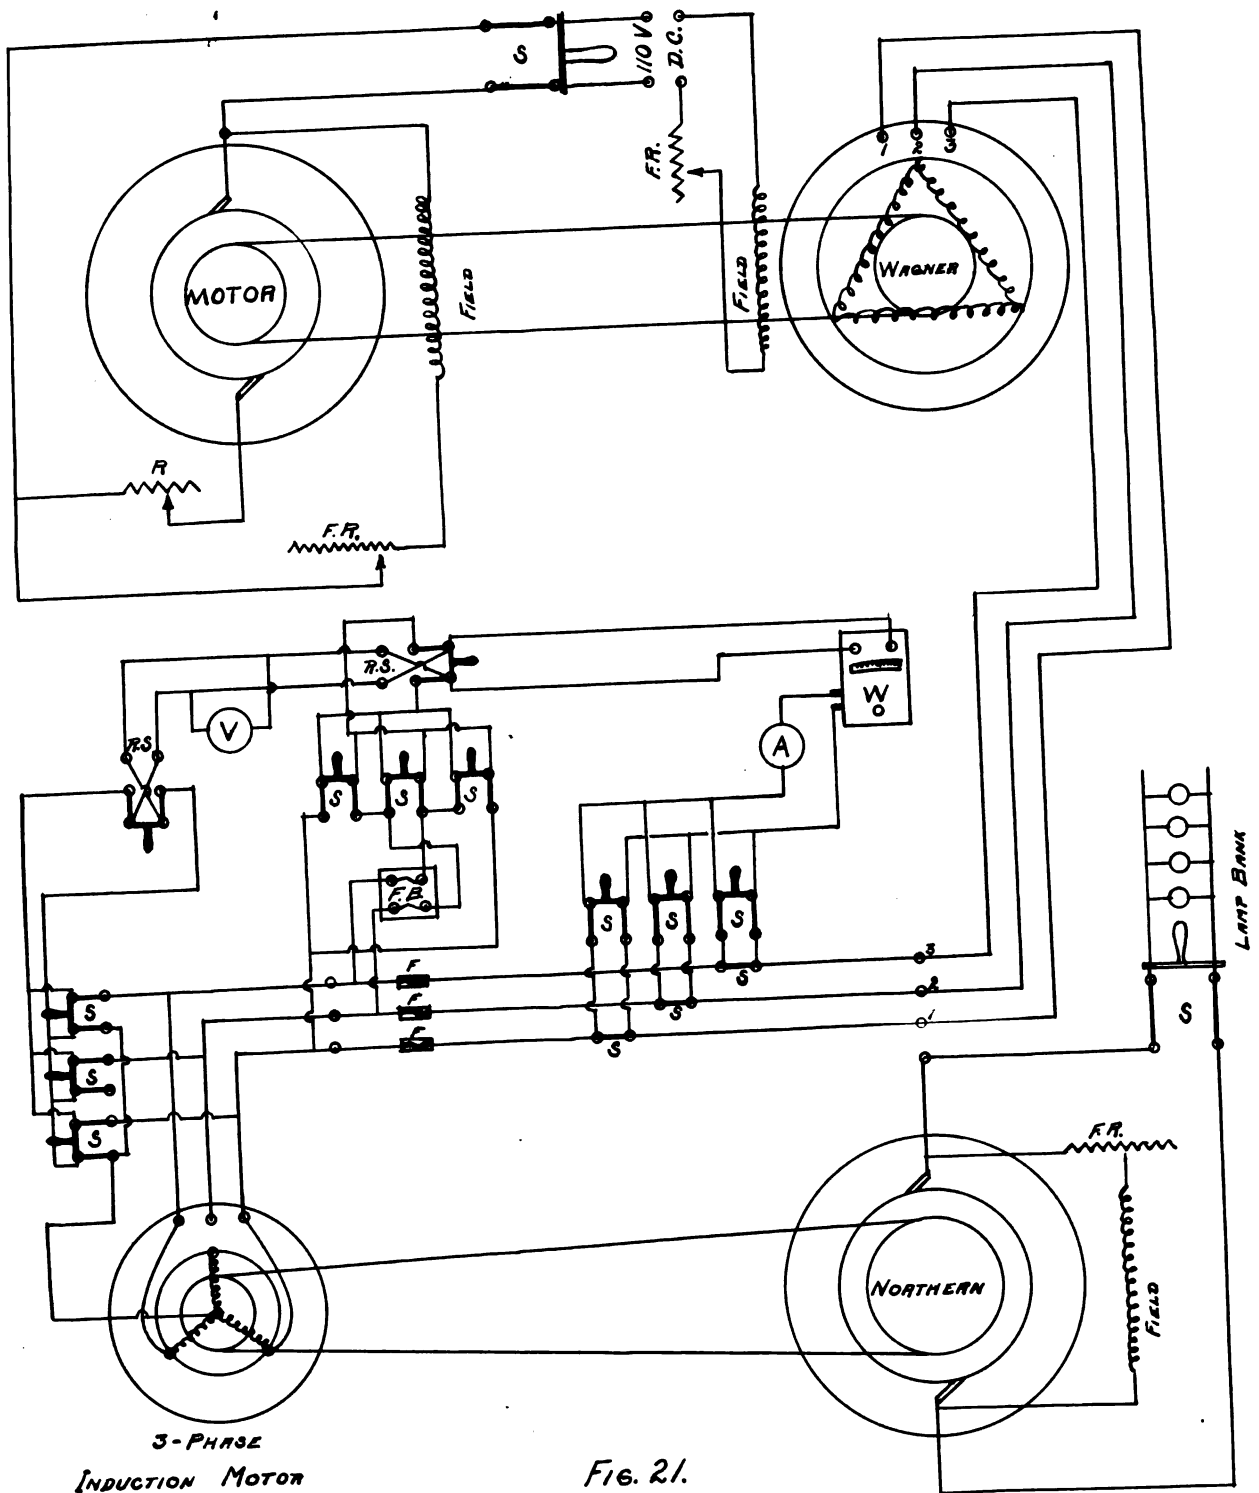 S
110 V
D.C.
F.R.
1
2
3
MOTOR
FIELD
FIELD
WAGNER
R
F.R.
R.S.
W
V
A
R.S.
S
S
S
F.B.
S
S
S
LAMP BANK
S
F
F
F
3
2
1
S
S
S
S
S
S
F.R.
FIELD
NORTHERN
3-PHASE
INDUCTION MOTOR
FIG. 21.